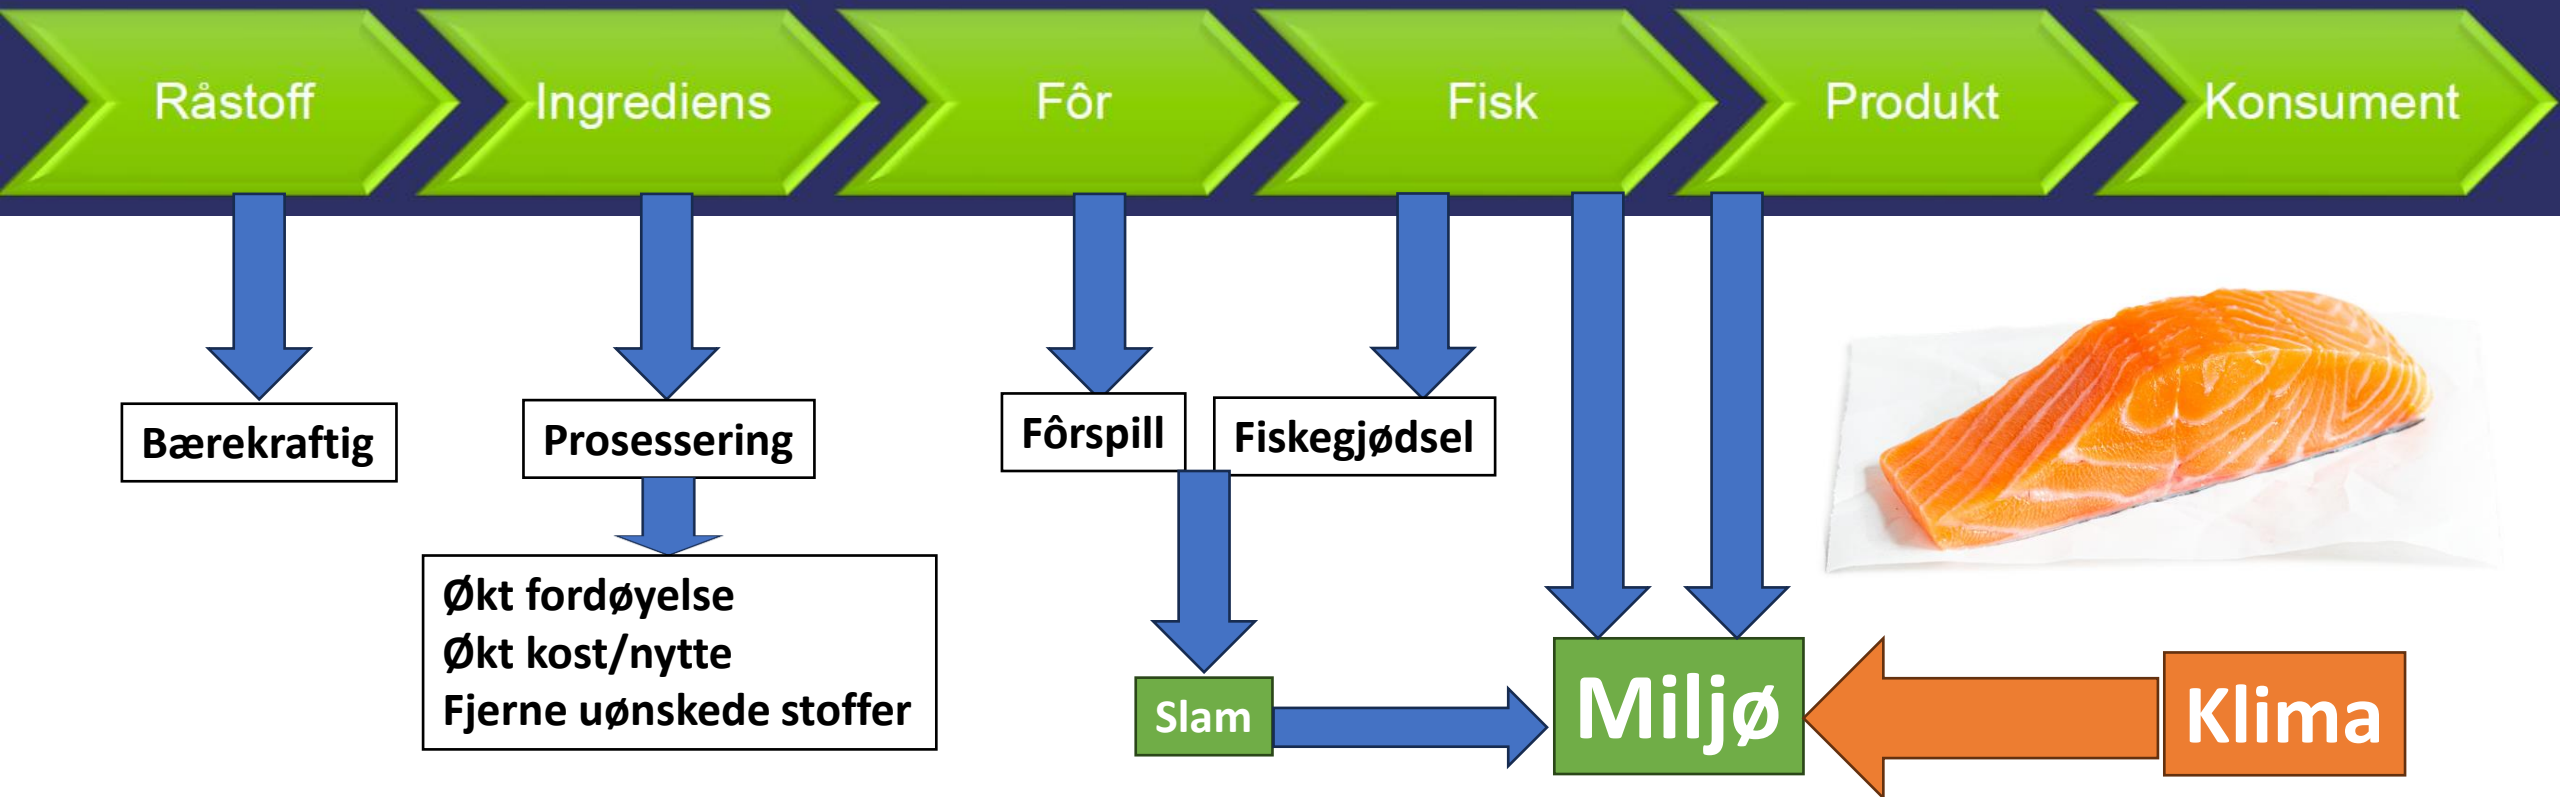 Råstoff
Ingrediens
Fôr
Fisk
Produkt
Konsument
Bærekraftig
Prosessering
Fôrspill
Fiskegjødsel
Økt fordøyelse
Økt kost/nytte
Fjerne uønskede stoffer
Slam
Miljø
Klima